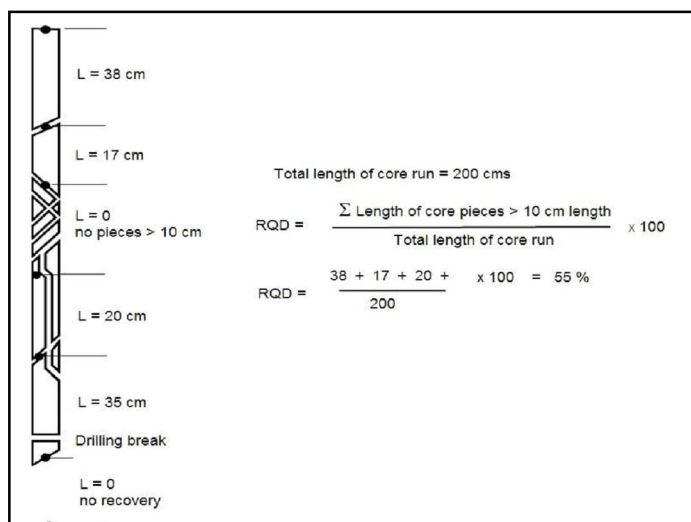 L = 38 cm
L = 17 cm
L = 0
no pieces > 10 cm
L = 20 cm
L = 35 cm
Drilling break
L = 0
no recovery
Total length of core run = 200 cms
RQD = Σ Length of core pieces > 10 cm length x 100
Total length of core run
RQD = 38 + 17 + 20 + x 100 = 55 %
200